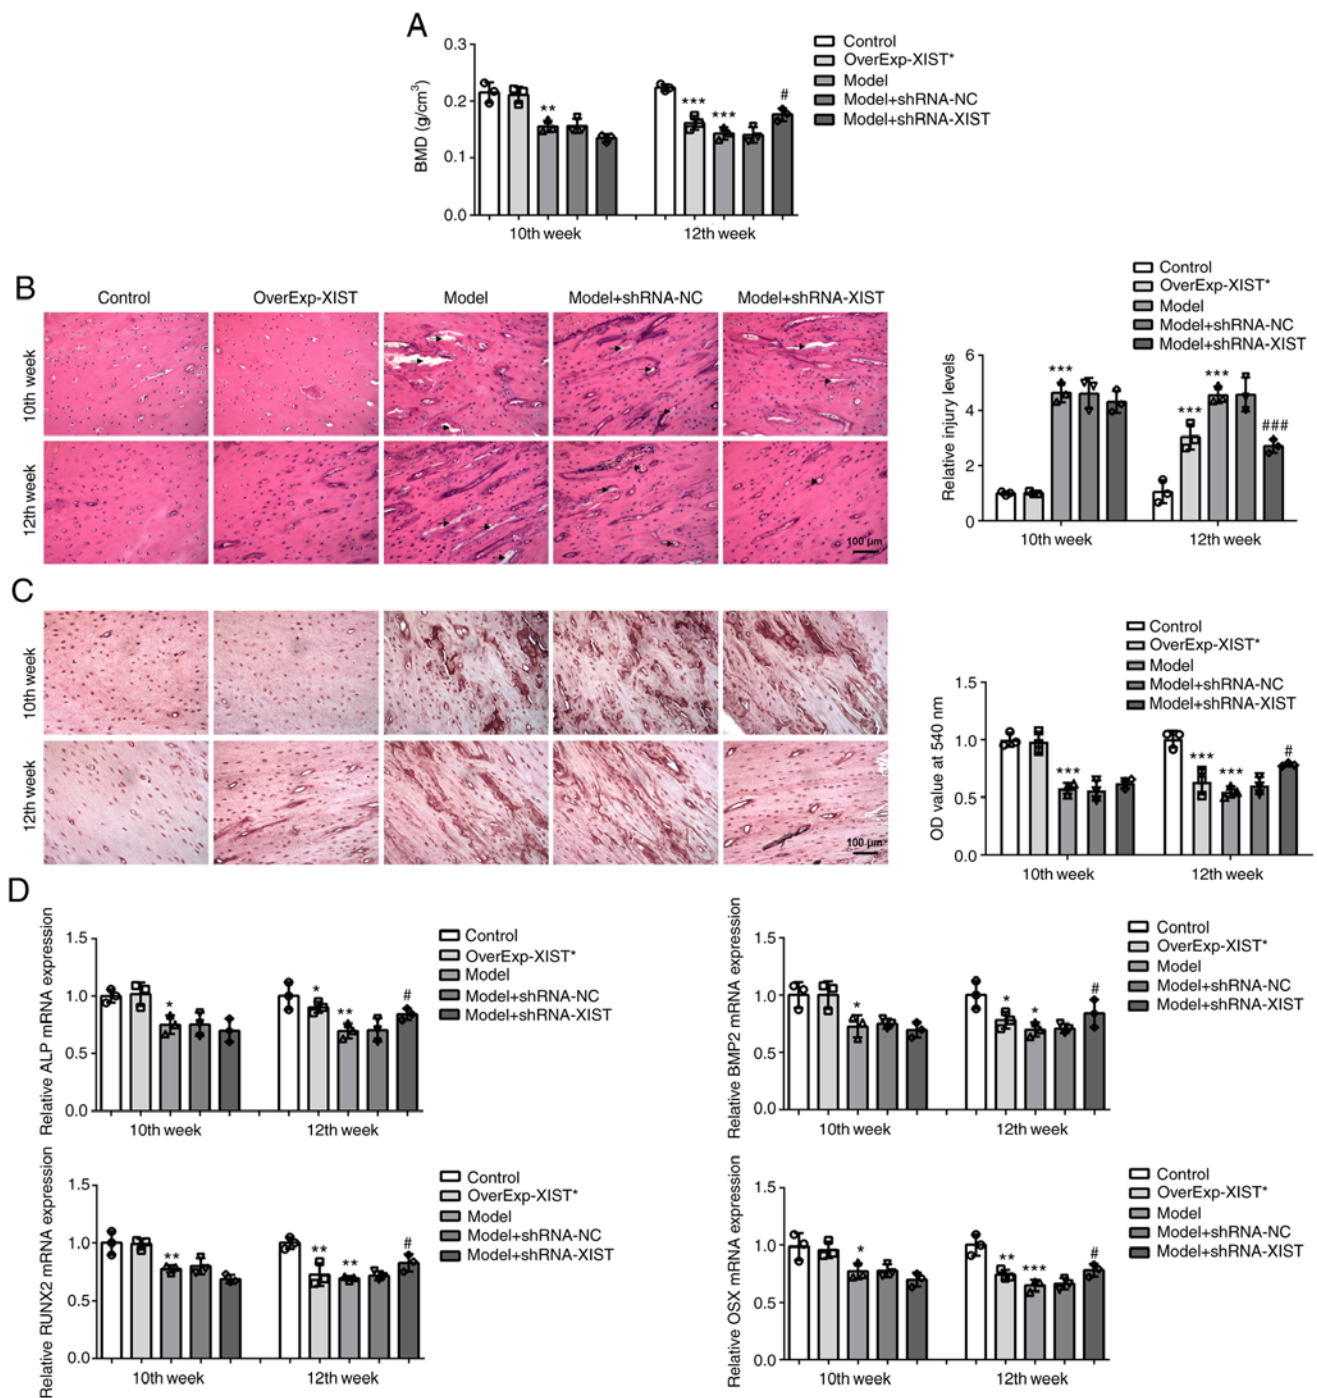 A
BMD (g/cm³)
0.3
0.2
0.1
0.0
**
***
***
#
10th week
12th week
Control
OverExp-XIST*
Model
Model+shRNA-NC
Model+shRNA-XIST
B
Control
OverExp-XIST
Model
Model+shRNA-NC
Model+shRNA-XIST
10th week
12th week
100 µm
Control
OverExp-XIST*
Model
Model+shRNA-NC
Model+shRNA-XIST
Relative injury levels
6
4
2
0
***
***
***
###
10th week
12th week
C
10th week
12th week
100 µm
Control
OverExp-XIST*
Model
Model+shRNA-NC
Model+shRNA-XIST
OD value at 540 nm
1.5
1.0
0.5
0.0
***
***
***
#
10th week
12th week
D
Relative ALP mRNA expression
1.5
1.0
0.5
0.0
*
*
**
#
10th week
12th week
Control
OverExp-XIST*
Model
Model+shRNA-NC
Model+shRNA-XIST
Relative BMP2 mRNA expression
1.5
1.0
0.5
0.0
*
*
*
#
10th week
12th week
Control
OverExp-XIST*
Model
Model+shRNA-NC
Model+shRNA-XIST
Relative RUNX2 mRNA expression
1.5
1.0
0.5
0.0
**
**
**
#
10th week
12th week
Control
OverExp-XIST*
Model
Model+shRNA-NC
Model+shRNA-XIST
Relative OSX mRNA expression
1.5
1.0
0.5
0.0
*
**
***
#
10th week
12th week
Control
OverExp-XIST*
Model
Model+shRNA-NC
Model+shRNA-XIST